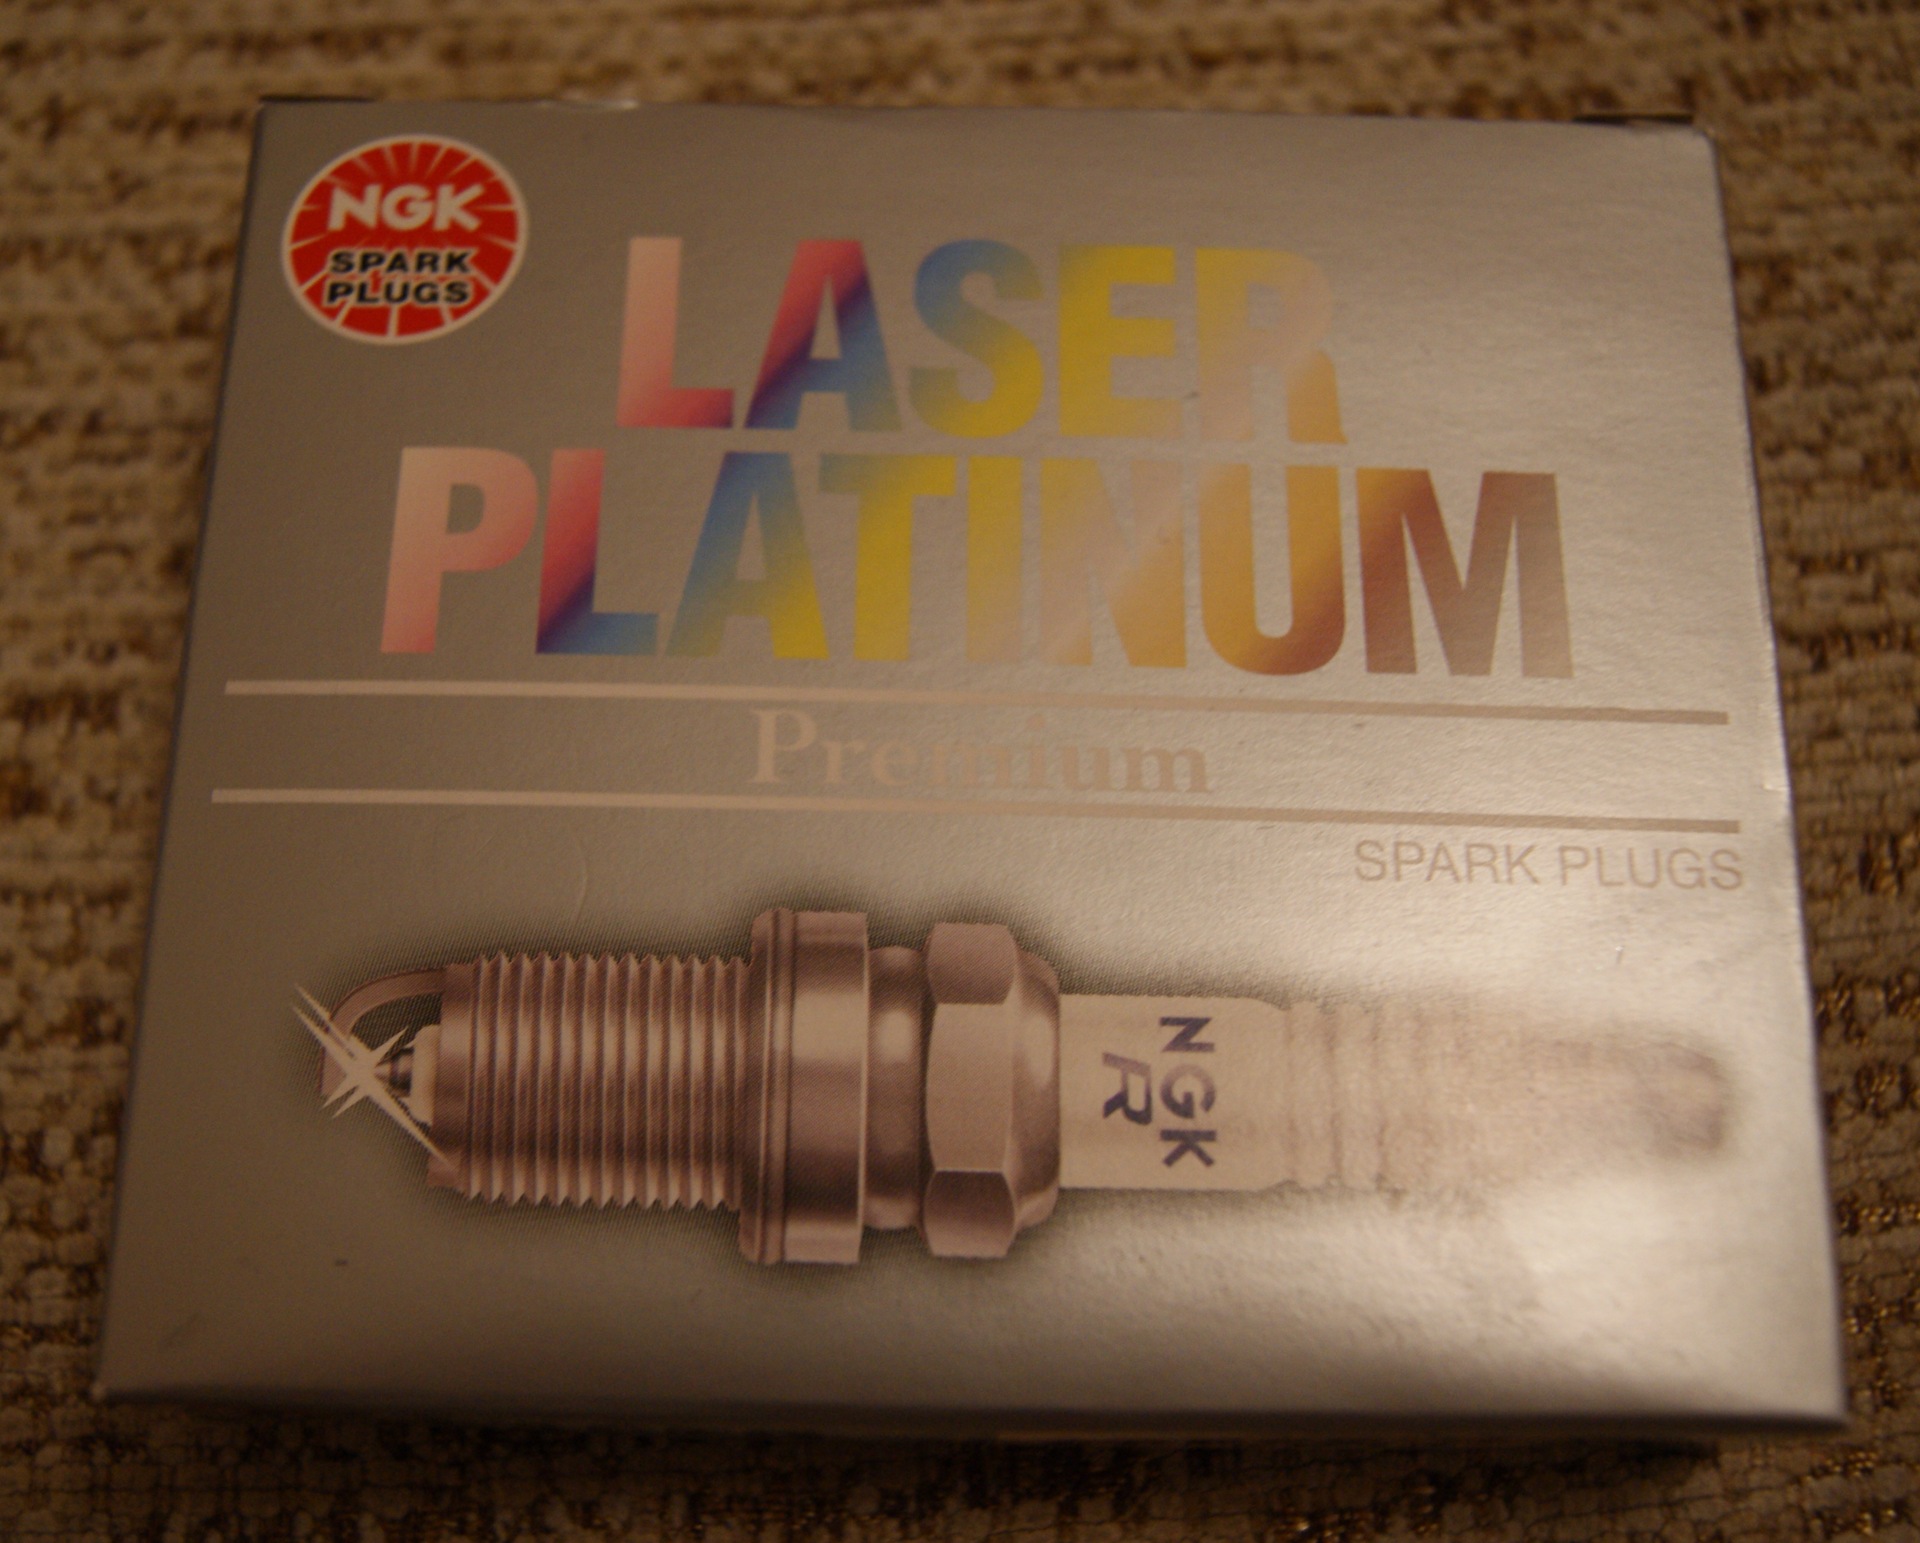 NGK
SPARK
PLUGS
LASER
PLATINUM
Premium
SPARK PLUGS
NGK
R